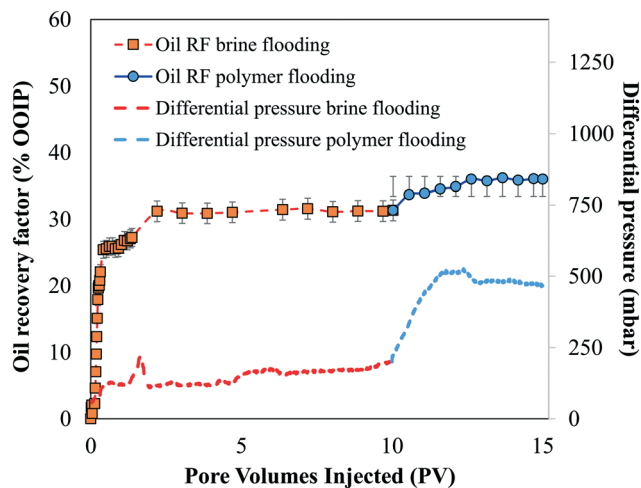 60
50
40
30
20
10
0
Oil recovery factor (% OOIP)
Oil RF brine flooding
Oil RF polymer flooding
Differential pressure brine flooding
Differential pressure polymer flooding
1250
1000
750
500
250
0
Differential pressure (mbar)
0
5
10
15
Pore Volumes Injected (PV)